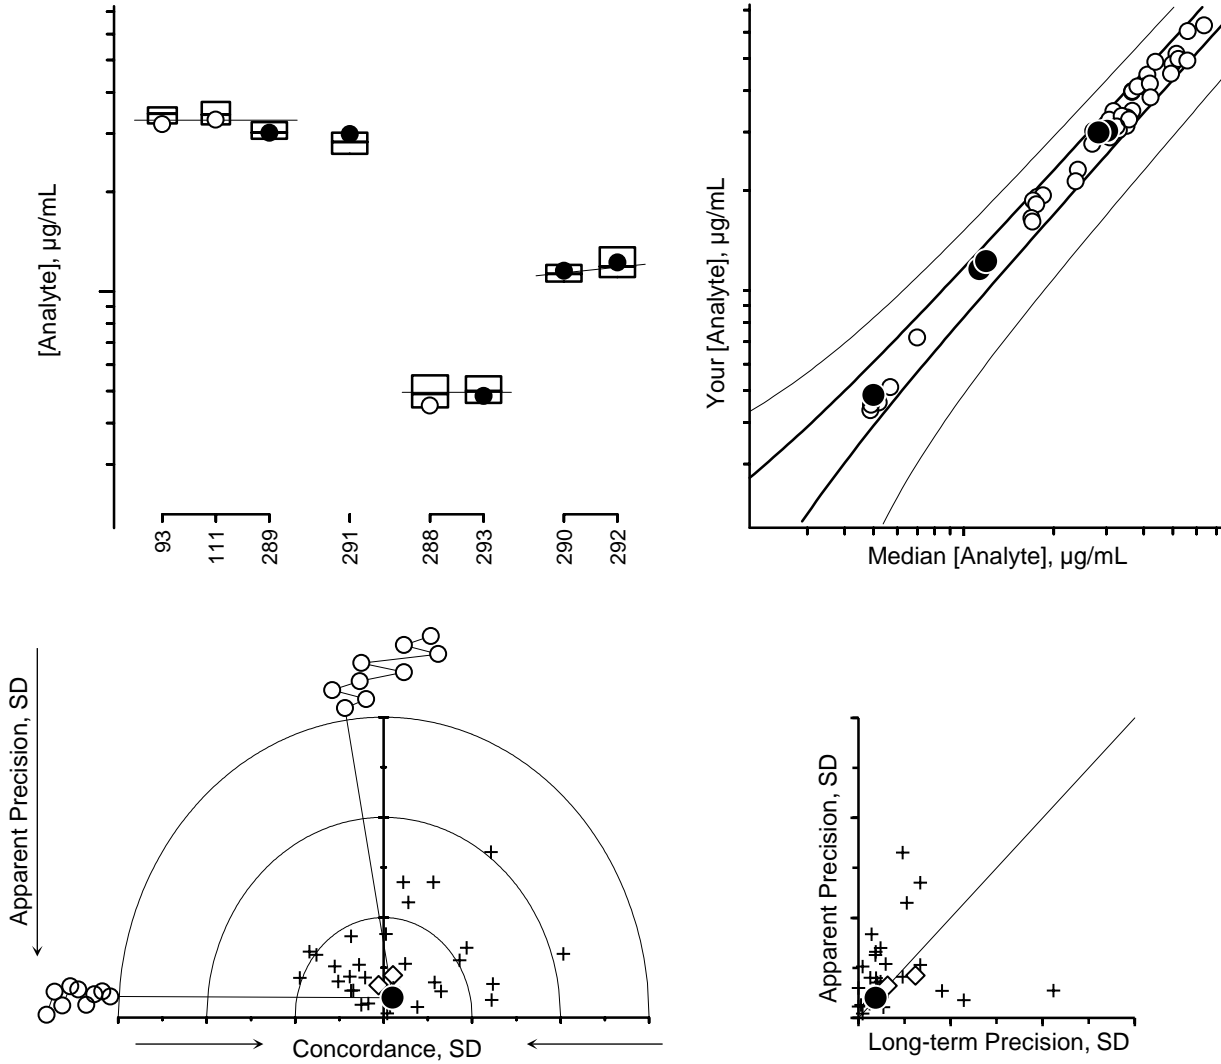 [Analyte], µg/mL
93
111
289
291
288
293
290
292
Your [Analyte], µg/mL
Median [Analyte], µg/mL
Apparent Precision, SD
Concordance, SD
Apparent Precision, SD
Long-term Precision, SD